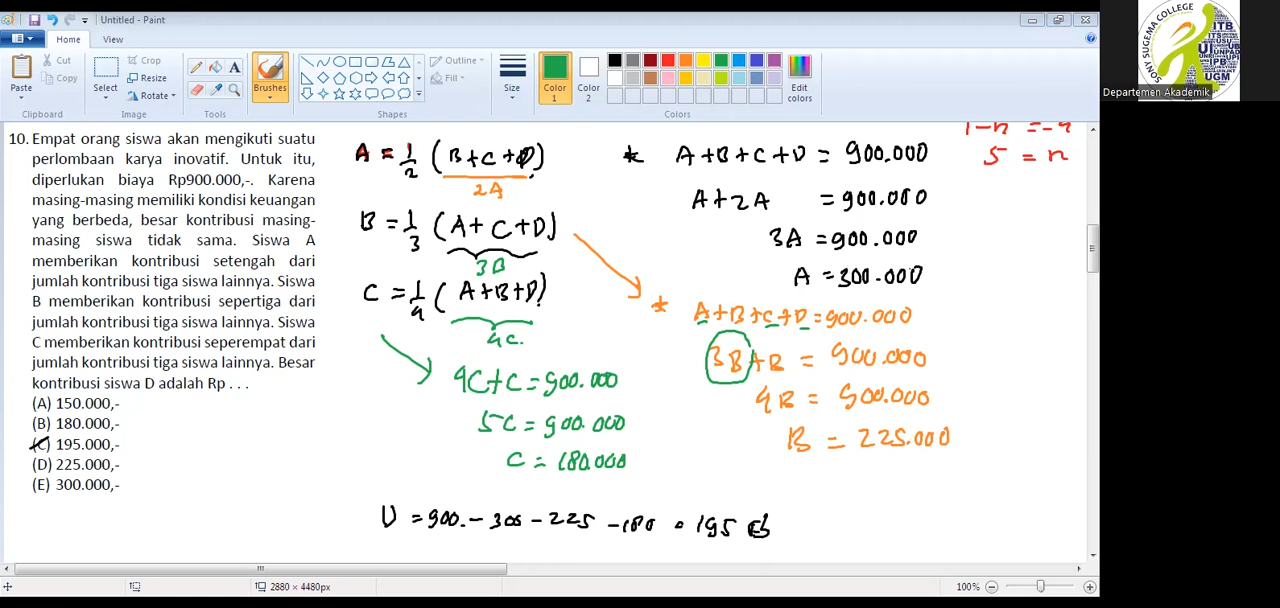 Untitled - Paint
Home
View
Paste
Cut
Copy
Clipboard
Select
Crop
Resize
Rotate
Image
Tools
Brushes
Outline
Fill
Shapes
Size
Color 1
Color 2
Edit colors
Colors
SONY SUGEMA COLLEGE
ITB
UI
IPB
UGM
Departemen Akademik
10. Empat orang siswa akan mengikuti suatu
perlombaan karya inovatif. Untuk itu,
diperlukan biaya Rp900.000,-. Karena
masing-masing memiliki kondisi keuangan
yang berbeda, besar kontribusi masing-
masing siswa tidak sama. Siswa A
memberikan kontribusi setengah dari
jumlah kontribusi tiga siswa lainnya. Siswa
B memberikan kontribusi sepertiga dari
jumlah kontribusi tiga siswa lainnya. Siswa
C memberikan kontribusi seperempat dari
jumlah kontribusi tiga siswa lainnya. Besar
kontribusi siswa D adalah Rp . . .
(A) 150.000,-
(B) 180.000,-
(C) 195.000,-
(D) 225.000,-
(E) 300.000,-
A = 1/2 (B+C+D)
2A
B = 1/3 (A+C+D)
3B
C = 1/4 (A+B+D)
4C.
4C+C = 900.000
5C = 900.000
C = 180.000
* A+B+C+D = 900.000
A+2A = 900.000
3A = 900.000
A = 300.000
* A+B+C+D = 900.000
3B+B = 900.000
4B = 900.000
B = 225.000
5 = n
D = 900. - 300 - 225 - 180 = 195
2880 × 4480px
100%